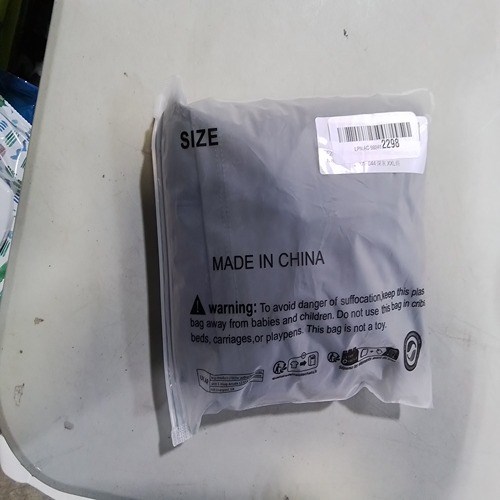 SIZE
2298
MADE IN CHINA
warning: To avoid danger of suffocation,keep this plas
bag away from babies and children. Do not use this bag in cribs
beds, carriages,or playpens. This bag is not a toy.